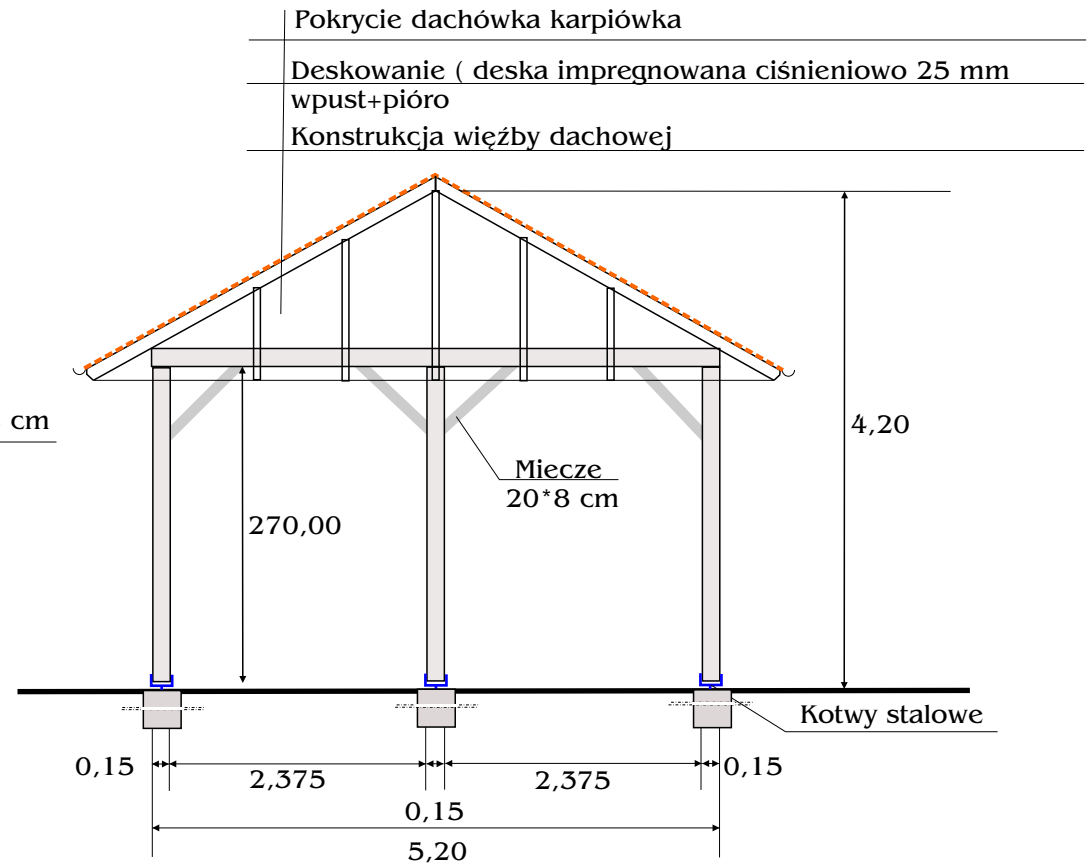 Pokrycie dachówka karpiówka
Deskowanie ( deska impregnowana ciśnieniowo 25 mm
wpust+pióro
Konstrukcja więźby dachowej
cm
4,20
Miecze
20*8 cm
270,00
Kotwy stalowe
0,15
2,375
2,375
0,15
0,15
5,20